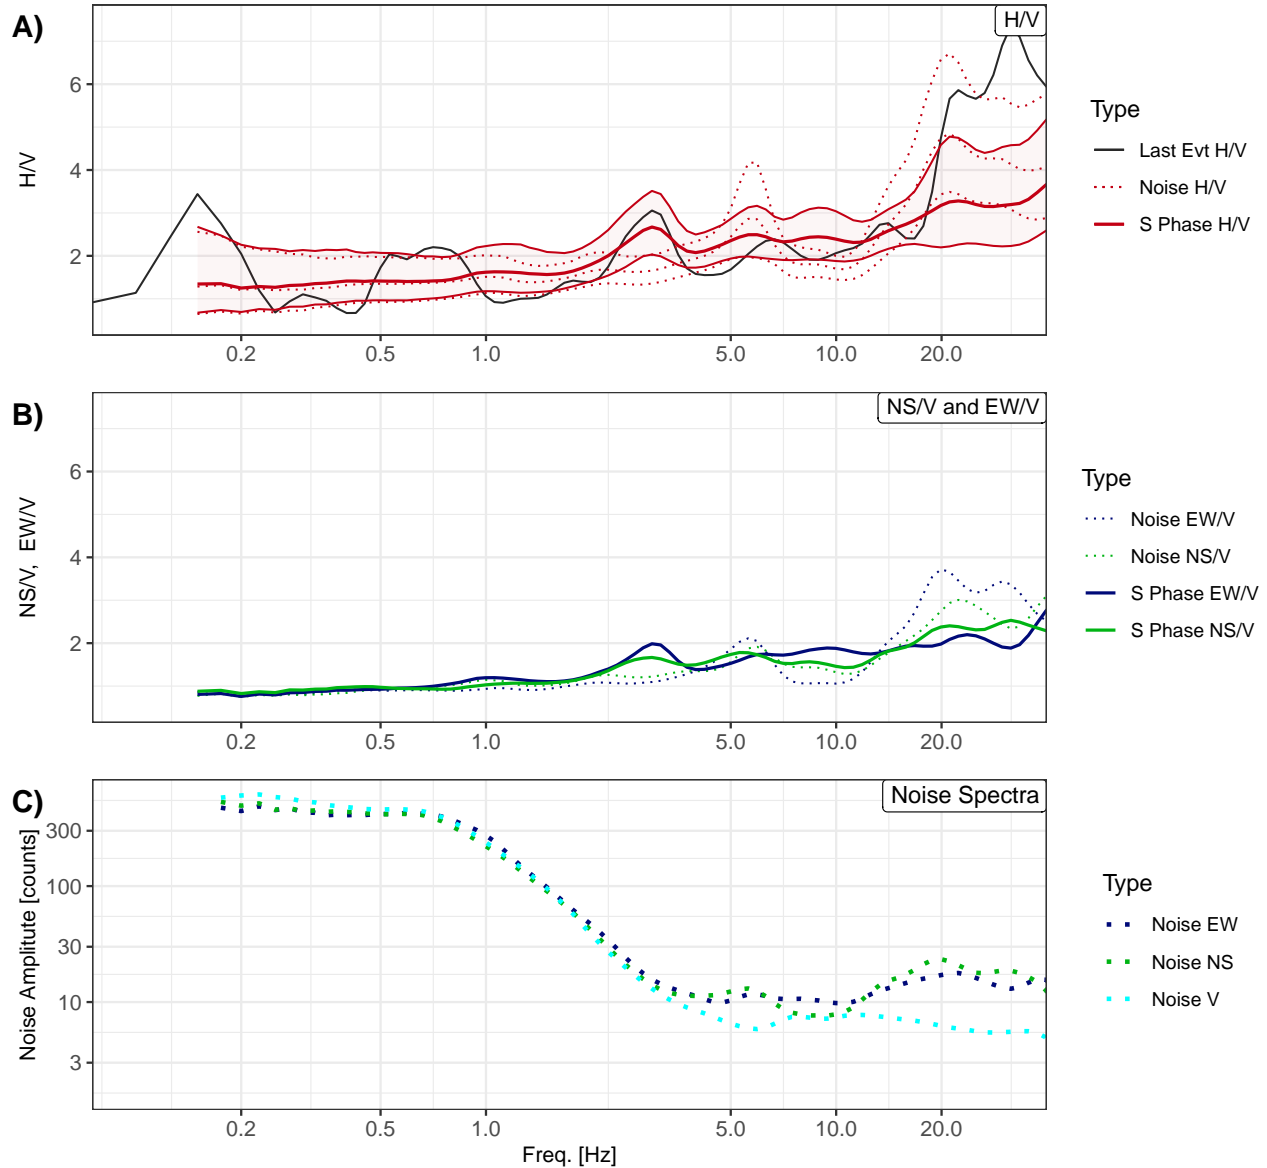 A)
H/V
6
4
2
H/V
0.2 0.5 1.0 5.0 10.0 20.0
Type
Last Evt H/V
Noise H/V
S Phase H/V
B)
NS/V and EW/V
6
4
2
NS/V, EW/V
0.2 0.5 1.0 5.0 10.0 20.0
Type
Noise EW/V
Noise NS/V
S Phase EW/V
S Phase NS/V
C)
Noise Spectra
300
100
30
10
3
Noise Amplitute [counts]
0.2 0.5 1.0 5.0 10.0 20.0
Freq. [Hz]
Type
Noise EW
Noise NS
Noise V